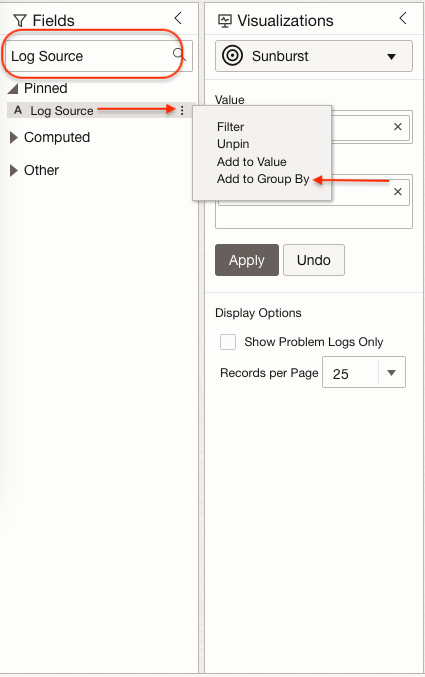 Fields
Log Source
Pinned
A Log Source
Computed
Other
Visualizations
Sunburst
Value
Filter
Unpin
Add to Value
Add to Group By
Apply
Undo
Display Options
Show Problem Logs Only
Records per Page 25